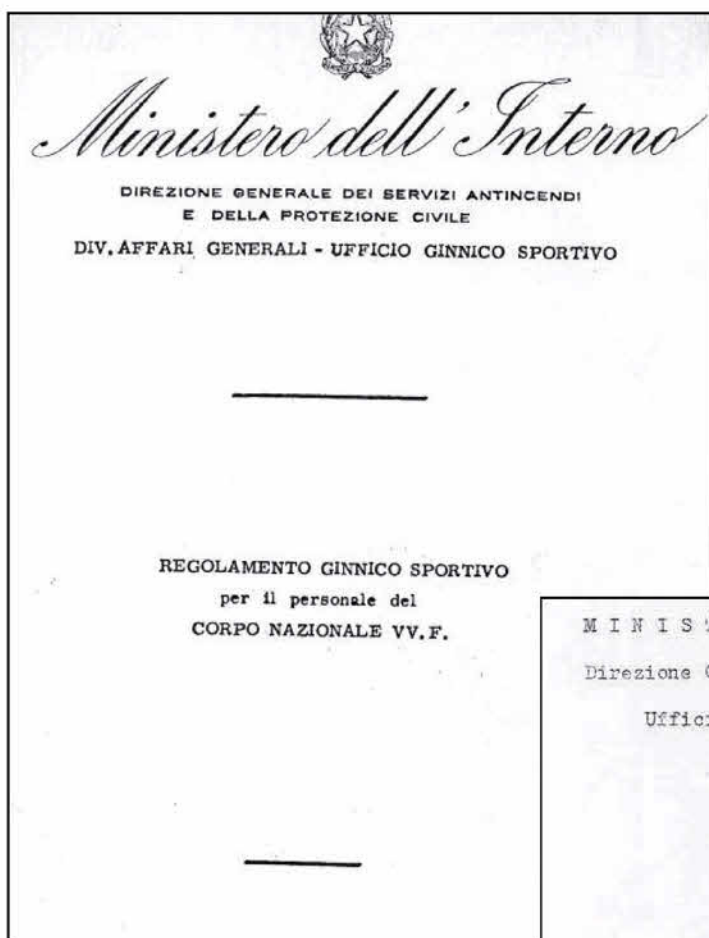 Ministero dell' Interno
DIREZIONE GENERALE DEI SERVIZI ANTINCENDI
E DELLA PROTEZIONE CIVILE
DIV. AFFARI GENERALI - UFFICIO GINNICO SPORTIVO
REGOLAMENTO GINNICO SPORTIVO
per il personale del
CORPO NAZIONALE VV. F.
M I N I S
Direzione
Uffici